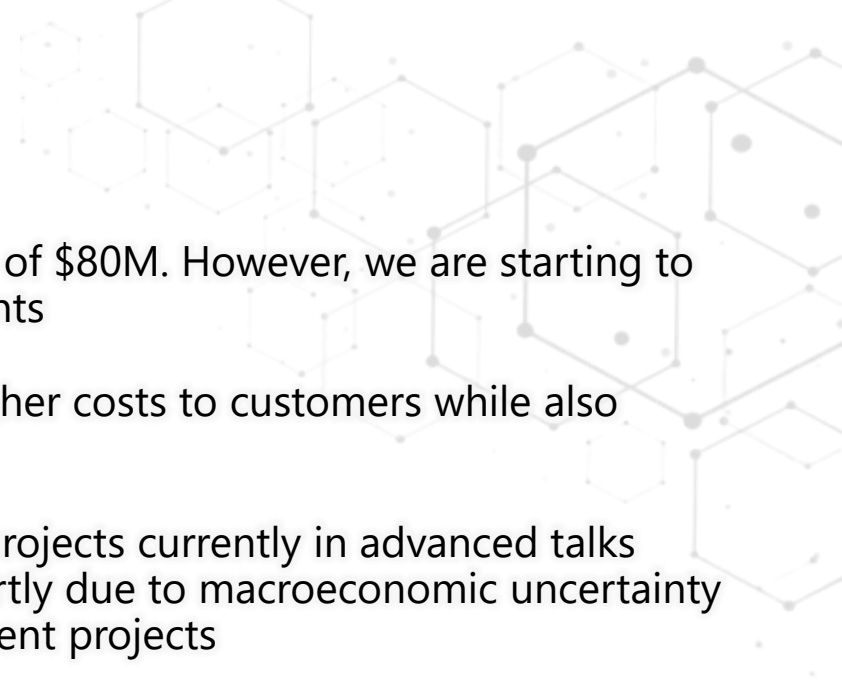 of $80M. However, we are starting to
nts
her costs to customers while also
rojects currently in advanced talks
rtly due to macroeconomic uncertainty
ent projects